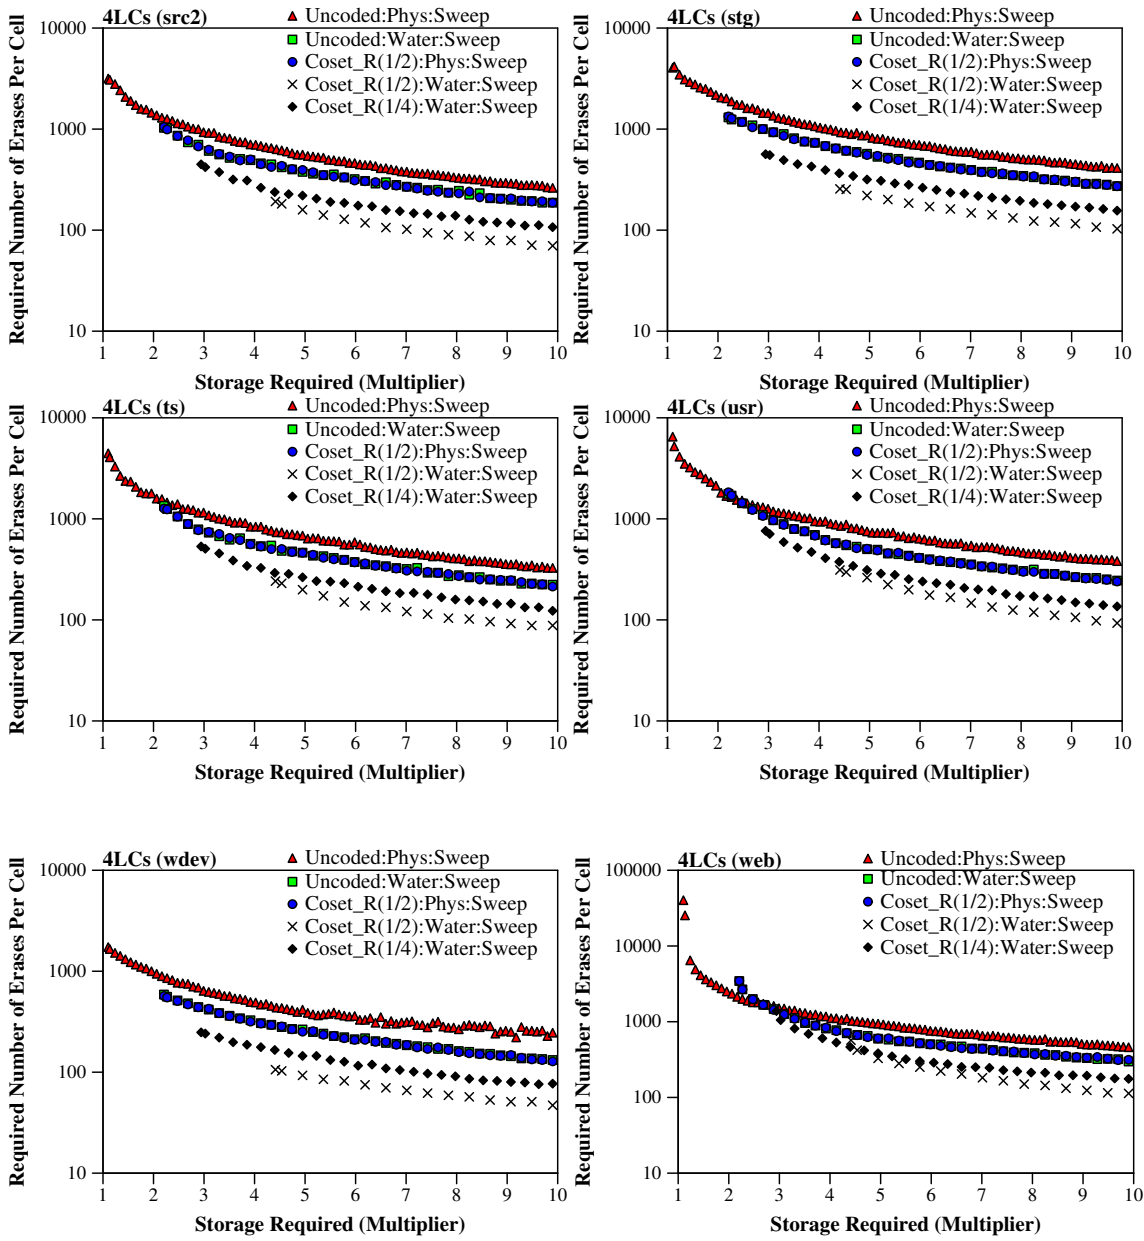 4LCs (src2)
Uncoded:Phys:Sweep
Uncoded:Water:Sweep
Coset_R(1/2):Phys:Sweep
Coset_R(1/2):Water:Sweep
Coset_R(1/4):Water:Sweep
Required Number of Erases Per Cell
10000
1000
100
10
1 2 3 4 5 6 7 8 9 10
Storage Required (Multiplier)
4LCs (stg)
Uncoded:Phys:Sweep
Uncoded:Water:Sweep
Coset_R(1/2):Phys:Sweep
Coset_R(1/2):Water:Sweep
Coset_R(1/4):Water:Sweep
Required Number of Erases Per Cell
10000
1000
100
10
1 2 3 4 5 6 7 8 9 10
Storage Required (Multiplier)
4LCs (ts)
Uncoded:Phys:Sweep
Uncoded:Water:Sweep
Coset_R(1/2):Phys:Sweep
Coset_R(1/2):Water:Sweep
Coset_R(1/4):Water:Sweep
Required Number of Erases Per Cell
10000
1000
100
10
1 2 3 4 5 6 7 8 9 10
Storage Required (Multiplier)
4LCs (usr)
Uncoded:Phys:Sweep
Uncoded:Water:Sweep
Coset_R(1/2):Phys:Sweep
Coset_R(1/2):Water:Sweep
Coset_R(1/4):Water:Sweep
Required Number of Erases Per Cell
10000
1000
100
10
1 2 3 4 5 6 7 8 9 10
Storage Required (Multiplier)
4LCs (wdev)
Uncoded:Phys:Sweep
Uncoded:Water:Sweep
Coset_R(1/2):Phys:Sweep
Coset_R(1/2):Water:Sweep
Coset_R(1/4):Water:Sweep
Required Number of Erases Per Cell
10000
1000
100
10
1 2 3 4 5 6 7 8 9 10
Storage Required (Multiplier)
4LCs (web)
Uncoded:Phys:Sweep
Uncoded:Water:Sweep
Coset_R(1/2):Phys:Sweep
Coset_R(1/2):Water:Sweep
Coset_R(1/4):Water:Sweep
Required Number of Erases Per Cell
100000
10000
1000
100
10
1 2 3 4 5 6 7 8 9 10
Storage Required (Multiplier)